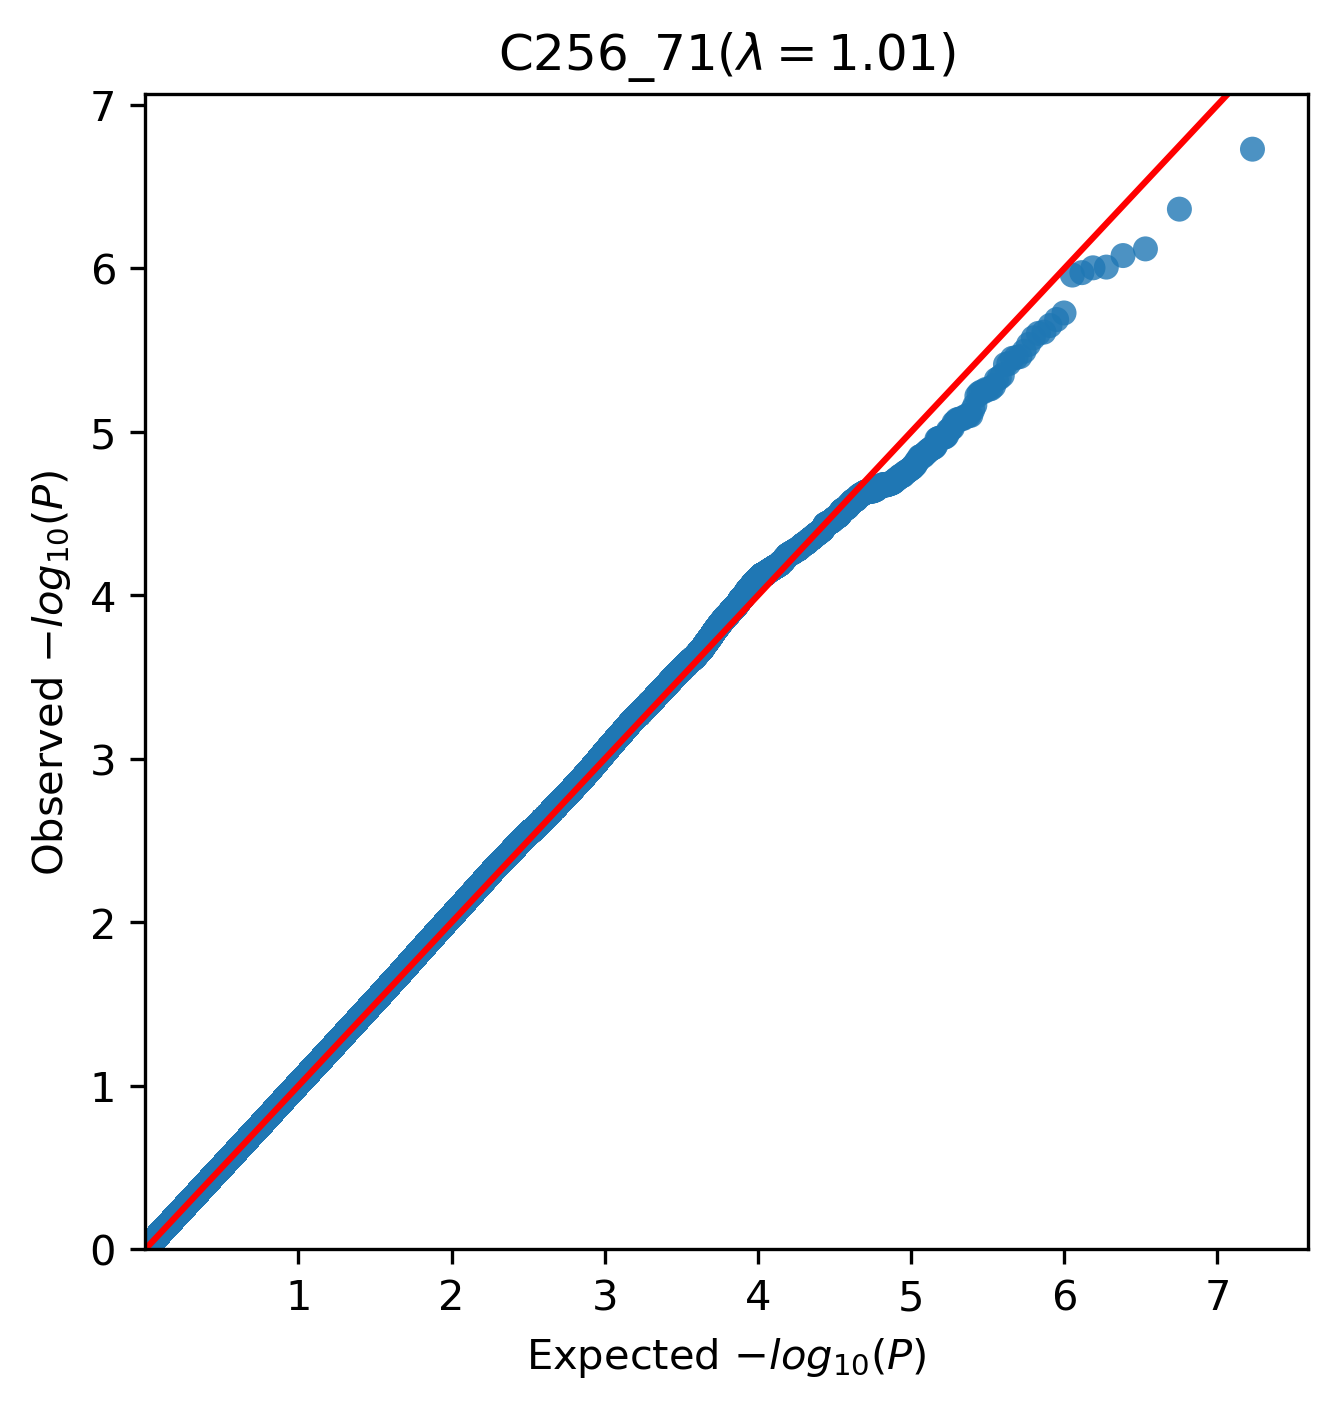 C256_71(λ = 1.01)
7
6
5
4
3
2
1
0
Observed −log₁₀(P)
1 2 3 4 5 6 7
Expected −log₁₀(P)